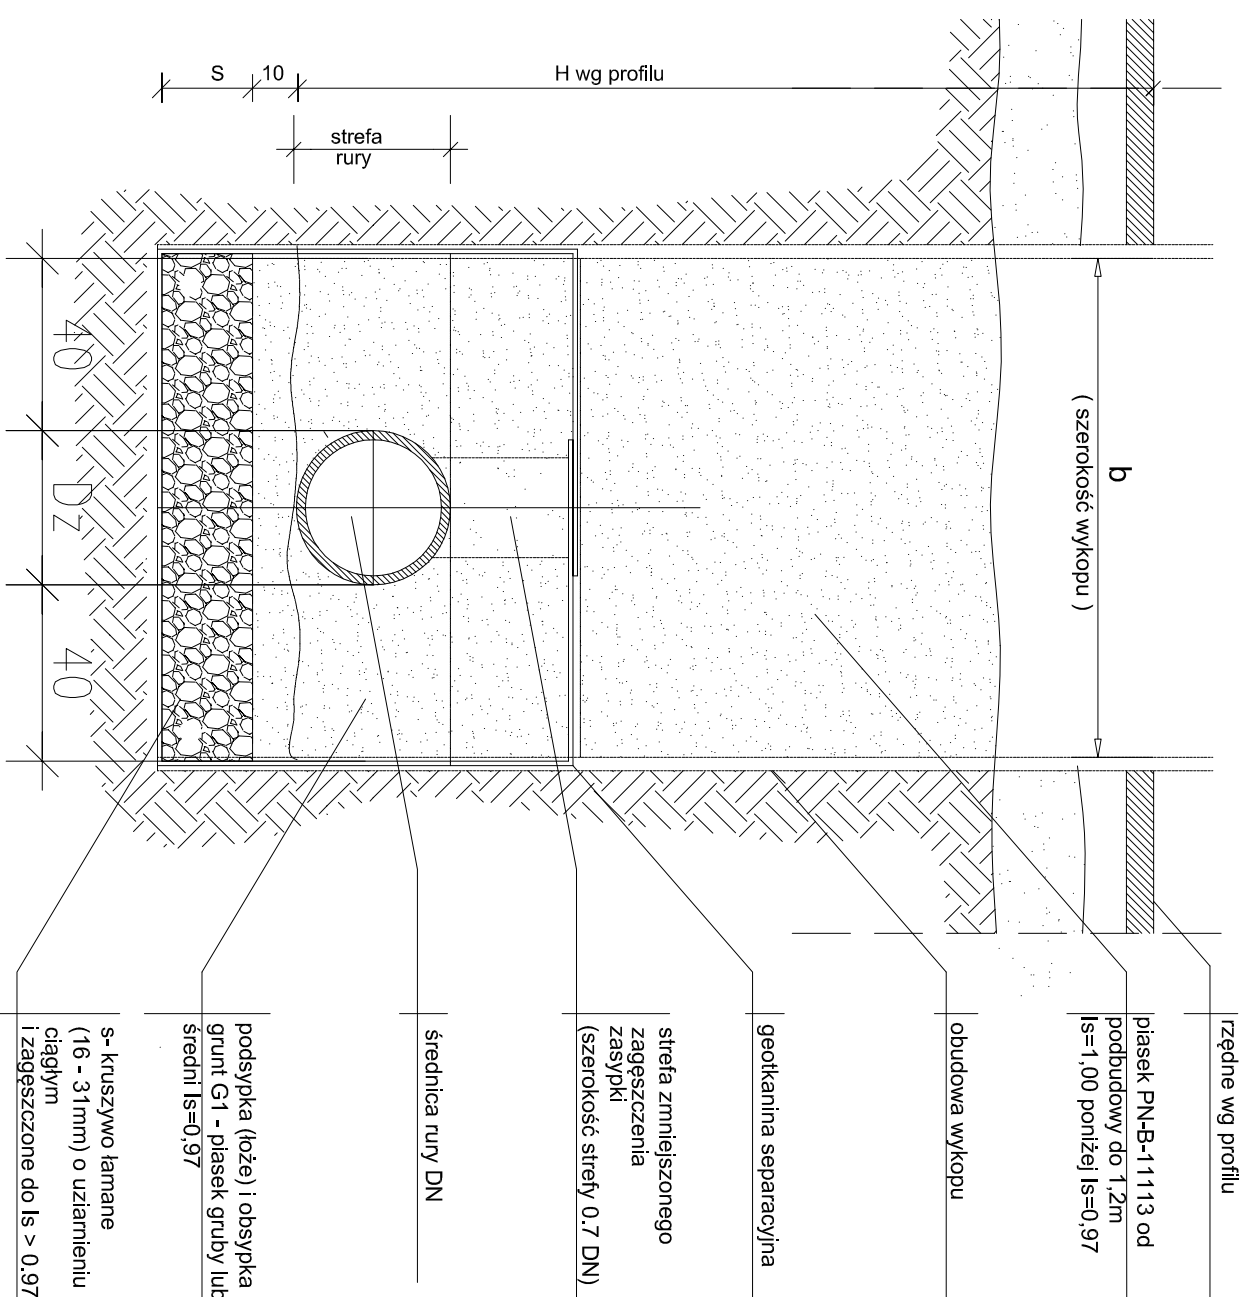 S
10
H wg profilu
strefa
rury
b
( szerokość wykopu )
40
Dz
40
rzędne wg profilu
piasek PN-B-11113 od
podbudowy do 1,2m
Is=1,00 poniżej Is=0,97
obudowa wykopu
geotkanina separacyjna
strefa zmniejszonego
zagęszczenia
zasypki
(szerokość strefy 0.7 DN)
średnica rury DN
podsypka (łoże) i obsypka
grunt G1 - piasek gruby lub
średni Is=0,97
s- kruszywo łamane
(16 - 31mm) o uziarnieniu
ciągłym
i zagęszczone do Is > 0.97